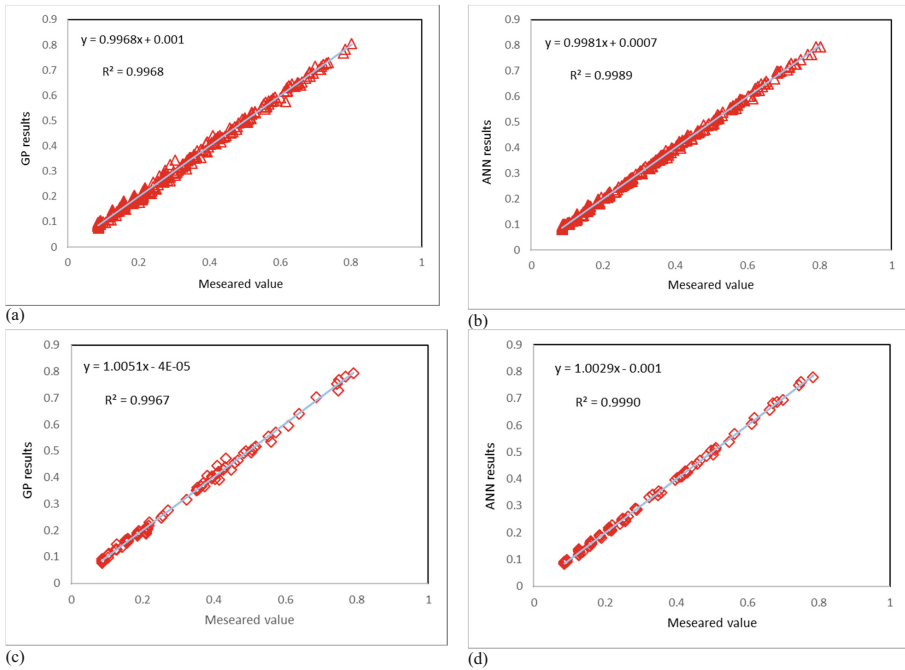 0.9
0.8
0.7
0.6
0.5
0.4
0.3
0.2
0.1
0
GP results
y = 0.9968x + 0.001
R² = 0.9968
0 0.2 0.4 0.6 0.8 1
Meseared value
(a)
0.9
0.8
0.7
0.6
0.5
0.4
0.3
0.2
0.1
0
ANN results
y = 0.9981x + 0.0007
R² = 0.9989
0 0.2 0.4 0.6 0.8 1
Meseared value
(b)
0.9
0.8
0.7
0.6
0.5
0.4
0.3
0.2
0.1
0
GP results
y = 1.0051x - 4E-05
R² = 0.9967
0 0.2 0.4 0.6 0.8 1
Meseared value
(c)
0.9
0.8
0.7
0.6
0.5
0.4
0.3
0.2
0.1
0
ANN results
y = 1.0029x - 0.001
R² = 0.9990
0 0.2 0.4 0.6 0.8 1
Meseared value
(d)